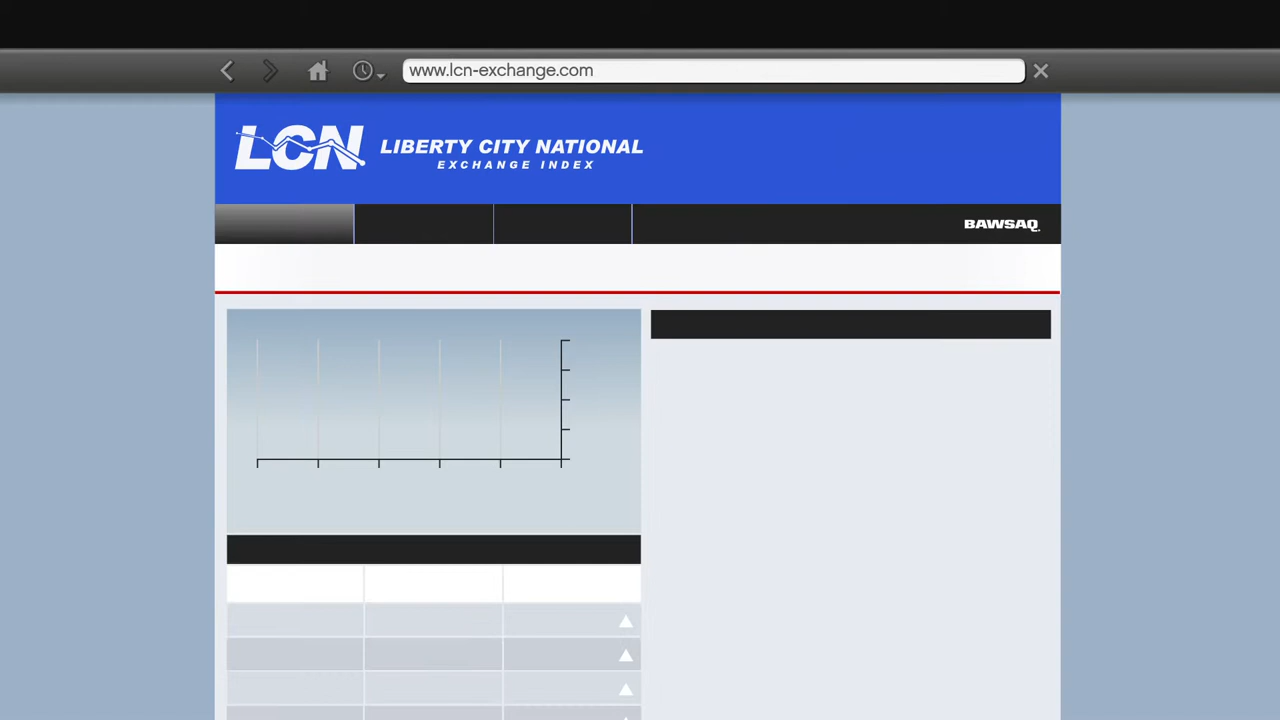 www.lcn-exchange.com
LCN
LIBERTY CITY NATIONAL
EXCHANGE INDEX
BAWSAQ